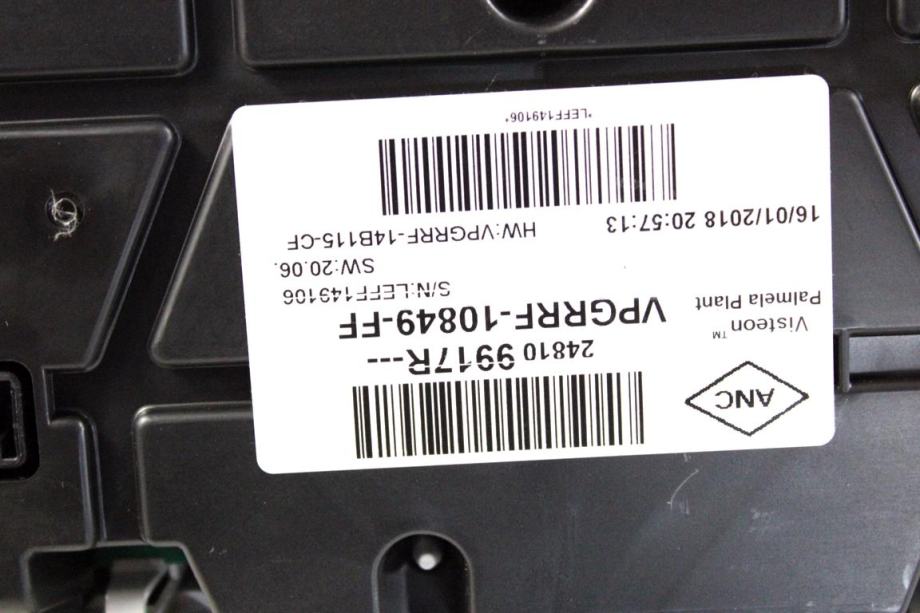 ANC
24810 9917R---
VPGRRF-10849-FF
Visteon™
Palmela Plant
S/N:LEFF149106
SW:20.06.
HW:VPGRRF-14B115-CF
16/01/2018 20:57:13
*LEFF149106*